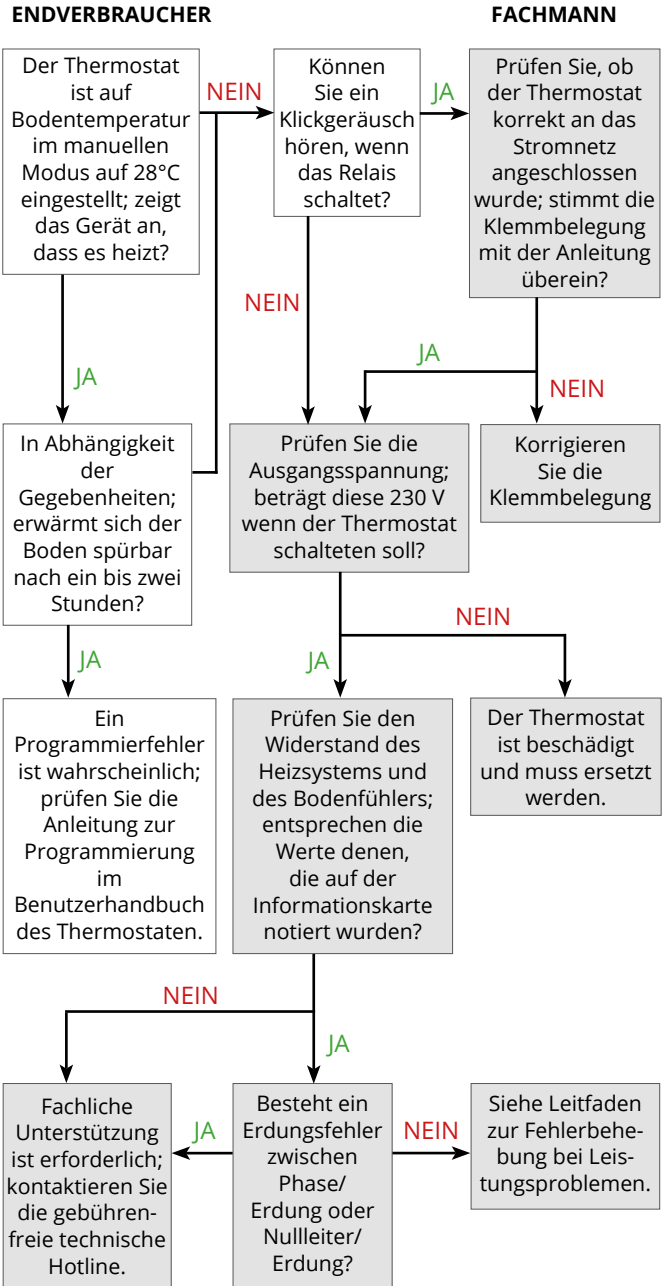 ENDVERBRAUCHER
FACHMANN
Der Thermostat
ist auf
Bodentemperatur
im manuellen
Modus auf 28°C
eingestellt; zeigt
das Gerät an,
dass es heizt?
NEIN
Können
Sie ein
Klickgeräusch
hören, wenn
das Relais
schaltet?
JA
Prüfen Sie, ob
der Thermostat
korrekt an das
Stromnetz
angeschlossen
wurde; stimmt die
Klemmbelegung
mit der Anleitung
überein?
JA
NEIN
JA
NEIN
In Abhängigkeit
der
Gegebenheiten;
erwärmt sich der
Boden spürbar
nach ein bis zwei
Stunden?
Prüfen Sie die
Ausgangsspannung;
beträgt diese 230 V
wenn der Thermostat
schalteten soll?
Korrigieren
Sie die
Klemmbelegung
JA
JA
NEIN
Ein
Programmierfehler
ist wahrscheinlich;
prüfen Sie die
Anleitung zur
Programmierung
im
Benutzerhandbuch
des Thermostaten.
Prüfen Sie den
Widerstand des
Heizsystems und
des Bodenfühlers;
entsprechen die
Werte denen,
die auf der
Informationskarte
notiert wurden?
Der Thermostat
ist beschädigt
und muss ersetzt
werden.
NEIN
JA
Fachliche
Unterstützung
ist erforderlich;
kontaktieren Sie
die gebühren-
freie technische
Hotline.
JA
Besteht ein
Erdungsfehler
zwischen
Phase/
Erdung oder
Nullleiter/
Erdung?
NEIN
Siehe Leitfaden
zur Fehlerbehe-
bung bei Leis-
tungsproblemen.